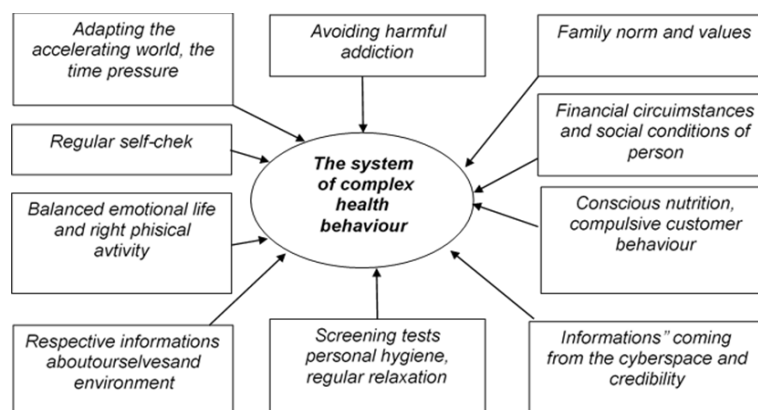 Adapting the
accelerating world, the
time pressure
Avoiding harmful
addiction
Family norm and values
Regular self-chek
The system
of complex
health
behaviour
Financial circuimstances
and social conditions of
person
Balanced emotional life
and right phisical
avtivity
Conscious nutrition,
compulsive customer
behaviour
Respective informations
aboutourselvesand
environment
Screening tests
personal hygiene,
regular relaxation
Informations” coming
from the cyberspace and
credibility